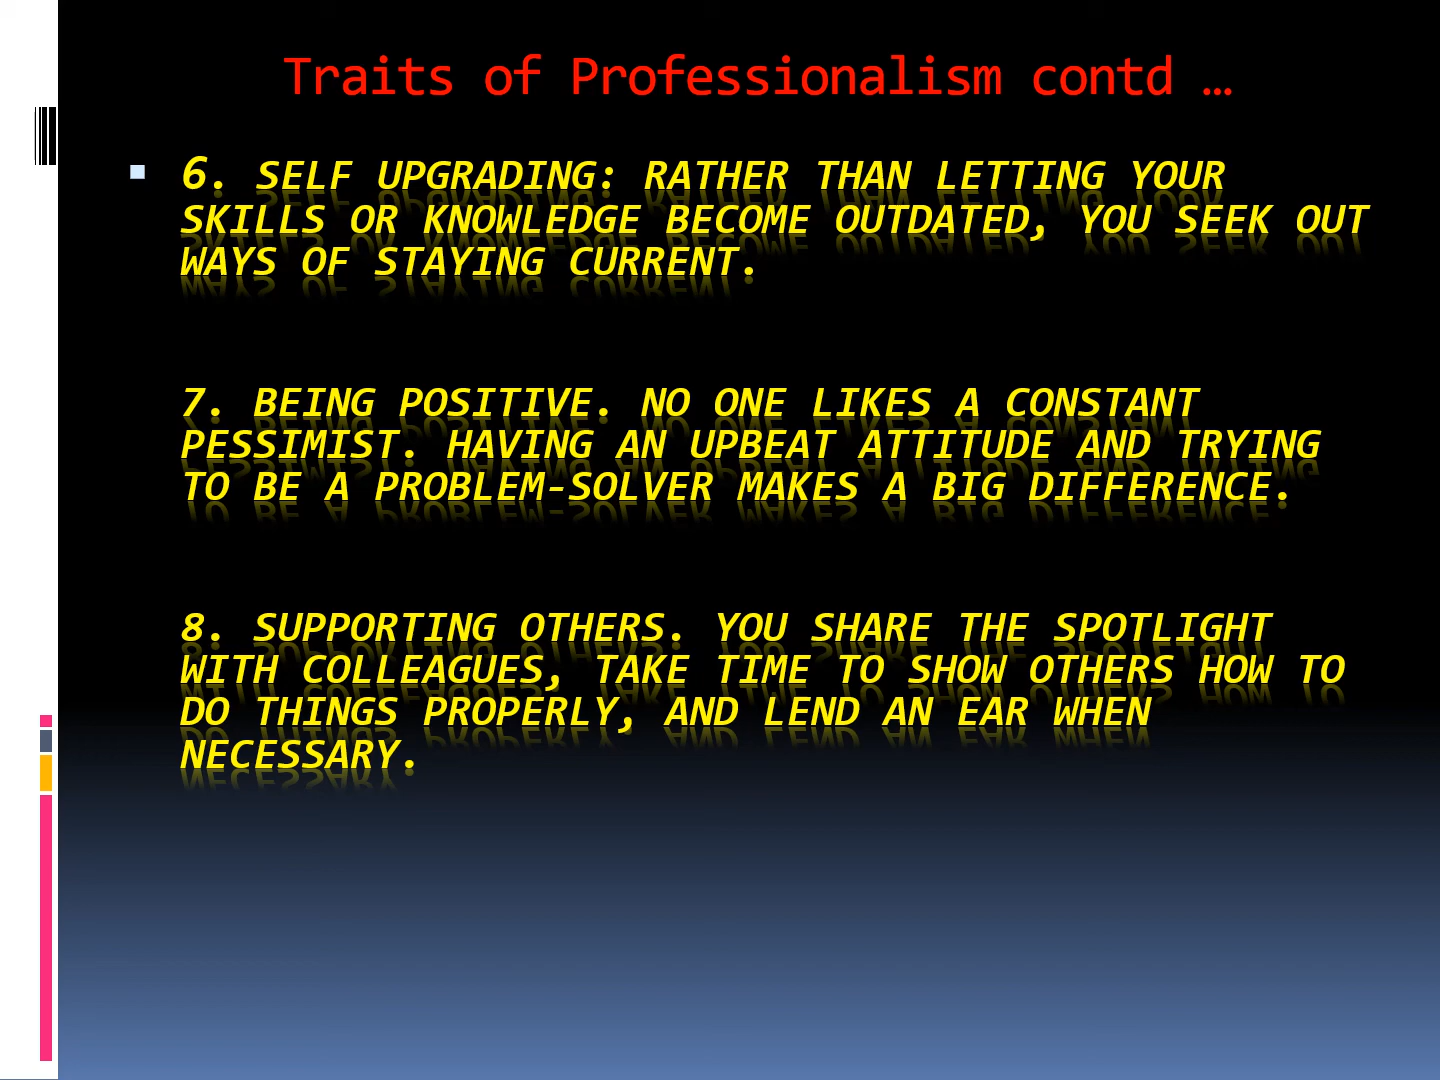 Traits of Professionalism contd …
6. SELF UPGRADING: RATHER THAN LETTING YOUR
SKILLS OR KNOWLEDGE BECOME OUTDATED, YOU SEEK OUT
WAYS OF STAYING CURRENT.
7. BEING POSITIVE. NO ONE LIKES A CONSTANT
PESSIMIST. HAVING AN UPBEAT ATTITUDE AND TRYING
TO BE A PROBLEM-SOLVER MAKES A BIG DIFFERENCE.
8. SUPPORTING OTHERS. YOU SHARE THE SPOTLIGHT
WITH COLLEAGUES, TAKE TIME TO SHOW OTHERS HOW TO
DO THINGS PROPERLY, AND LEND AN EAR WHEN
NECESSARY.